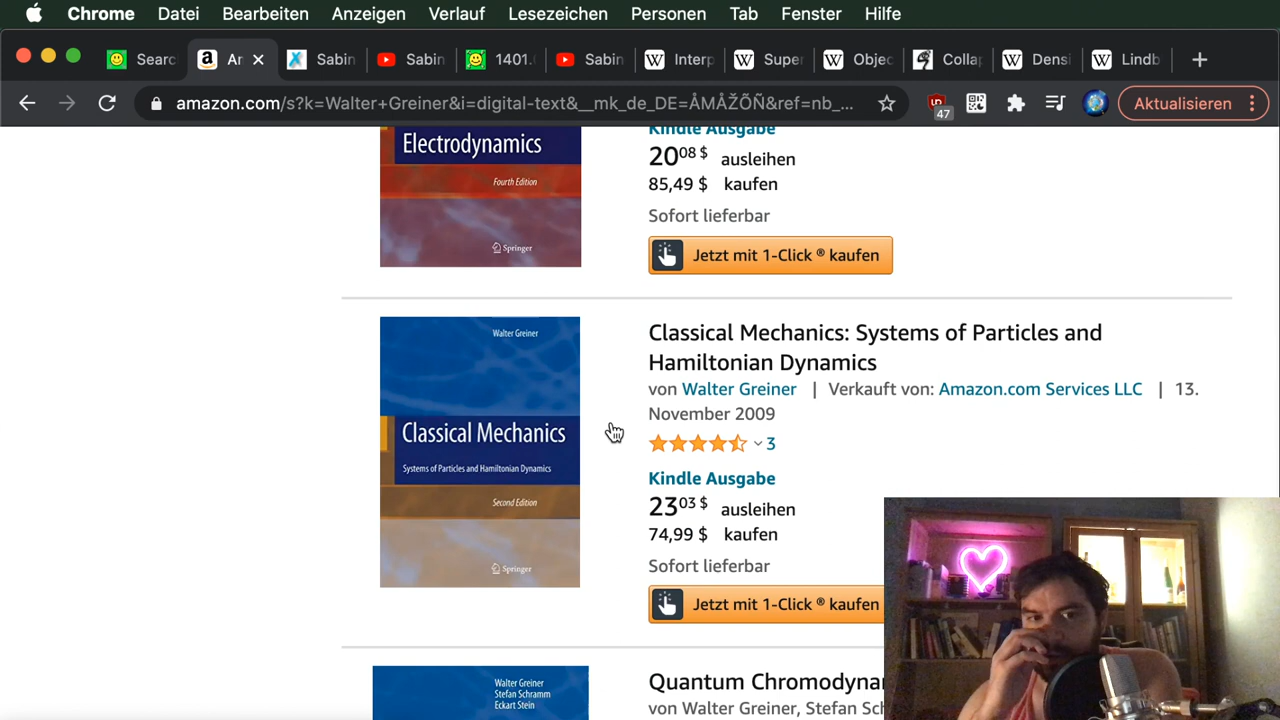 Chrome Datei Bearbeiten Anzeigen Verlauf Lesezeichen Personen Tab Fenster Hilfe
Searc Ar Sabin Sabin 1401. Sabin Interp Super Objec Collap Densi Lindb
amazon.com/s?k=Walter+Greiner&i=digital-text&__mk_de_DE=ÅMÅŽÕÑ&ref=nb_...
47
Aktualisieren
Electrodynamics
Fourth Edition
Springer
Kindle Ausgabe
20 08 $ ausleihen
85,49 $ kaufen
Sofort lieferbar
Jetzt mit 1-Click ® kaufen
Walter Greiner
Classical Mechanics
Systems of Particles and Hamiltonian Dynamics
Second Edition
Springer
Classical Mechanics: Systems of Particles and
Hamiltonian Dynamics
von Walter Greiner | Verkauft von: Amazon.com Services LLC | 13.
November 2009
3
Kindle Ausgabe
23 03 $ ausleihen
74,99 $ kaufen
Sofort lieferbar
Jetzt mit 1-Click ® kaufen
Walter Greiner
Stefan Schramm
Eckart Stein
Quantum Chromodynar
von Walter Greiner, Stefan Sch